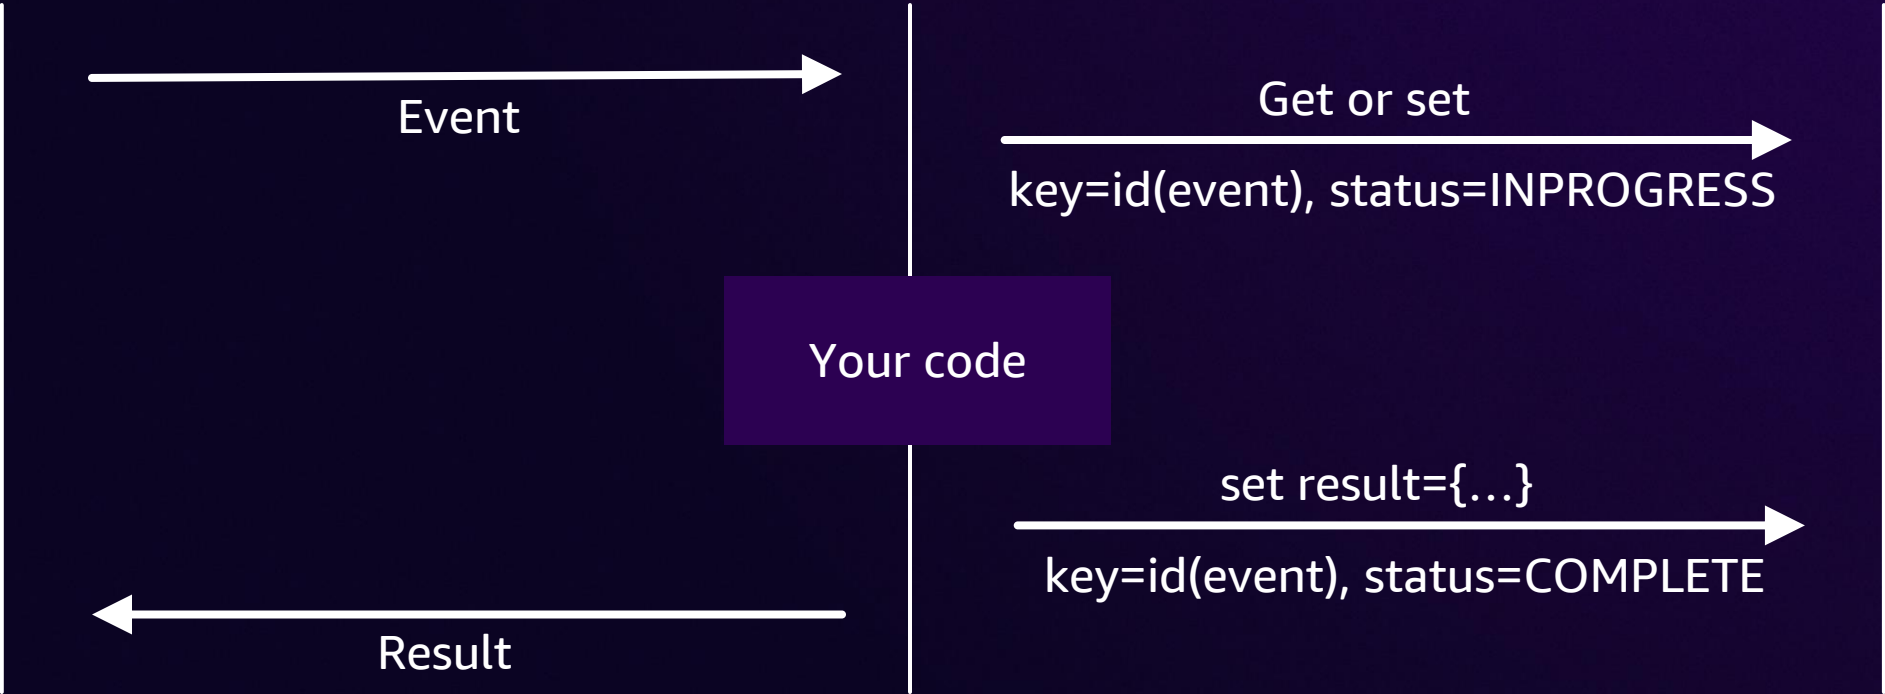 Event
Get or set
key=id(event), status=INPROGRESS
Your code
set result={...}
key=id(event), status=COMPLETE
Result